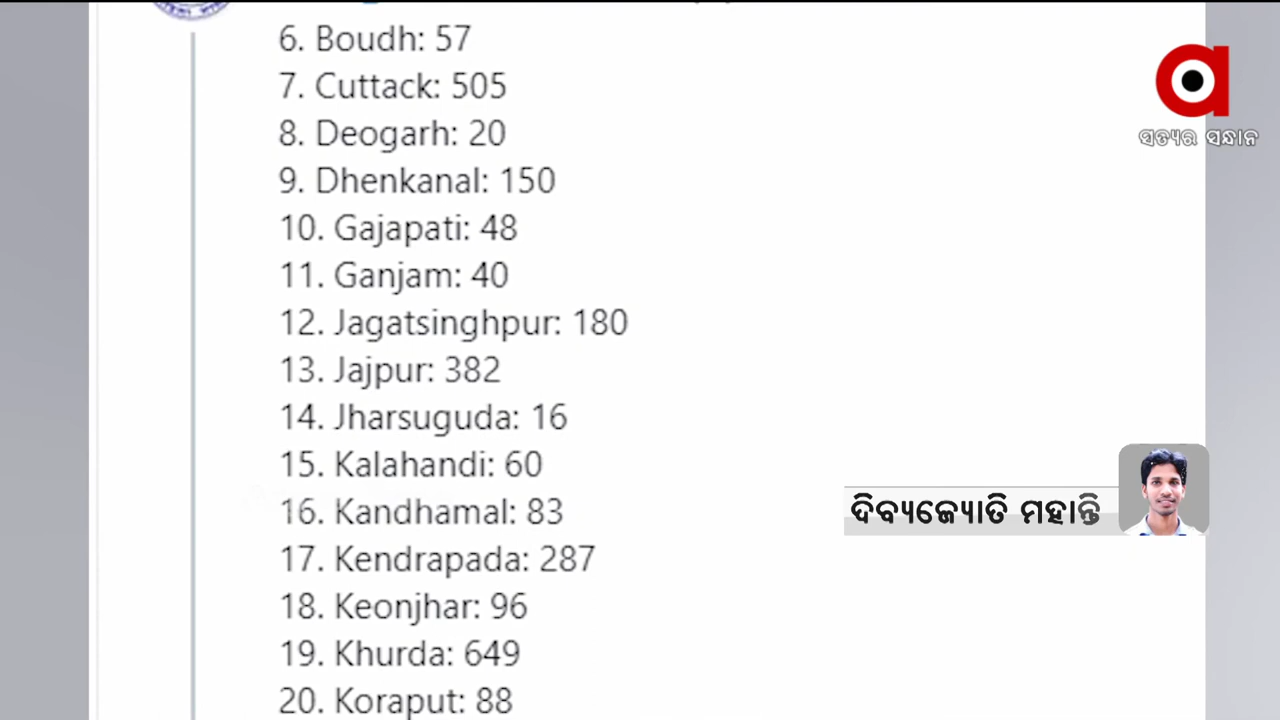 6. Boudh: 57
7. Cuttack: 505
8. Deogarh: 20
9. Dhenkanal: 150
10. Gajapati: 48
11. Ganjam: 40
12. Jagatsinghpur: 180
13. Jajpur: 382
14. Jharsuguda: 16
15. Kalahandi: 60
16. Kandhamal: 83
17. Kendrapada: 287
18. Keonjhar: 96
19. Khurda: 649
20. Koraput: 88
ସତ୍ୟର ସନ୍ଧାନ
ଦିବ୍ୟଜ୍ୟୋତି ମହାନ୍ତି